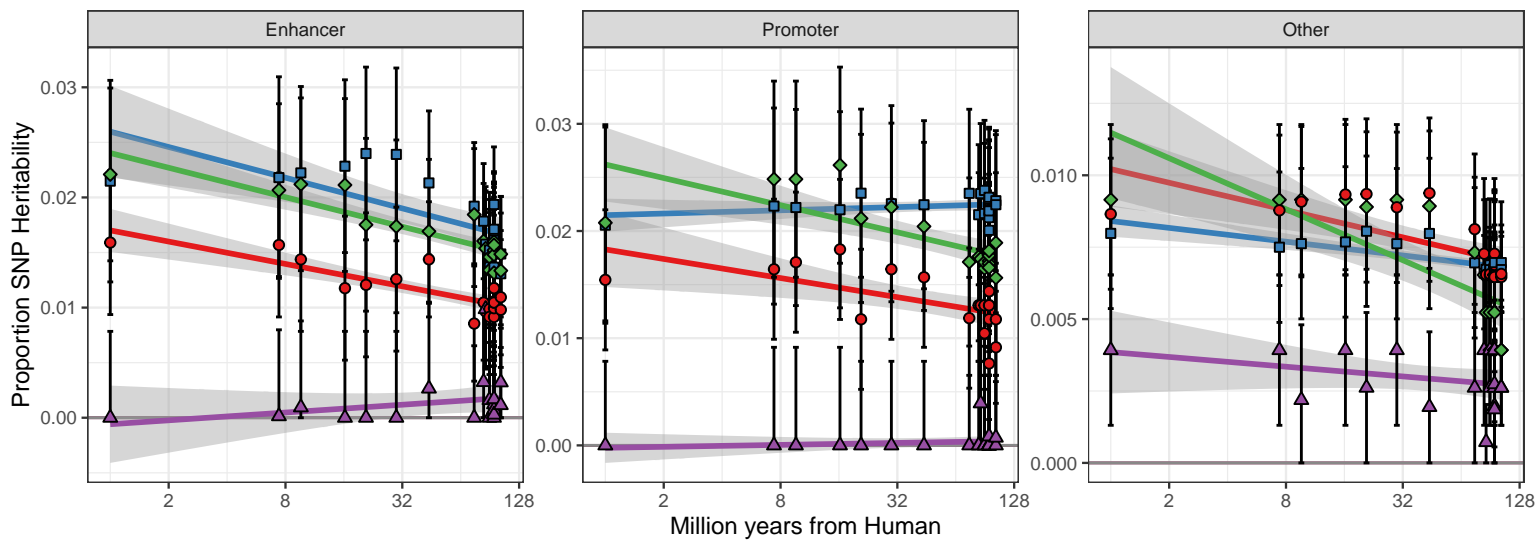 Enhancer
Promoter
Other
Proportion SNP Heritability
0.03
0.02
0.01
0.00
0.03
0.02
0.01
0.00
0.010
0.005
0.000
2 8 32 128
2 8 32 128
2 8 32 128
Million years from Human